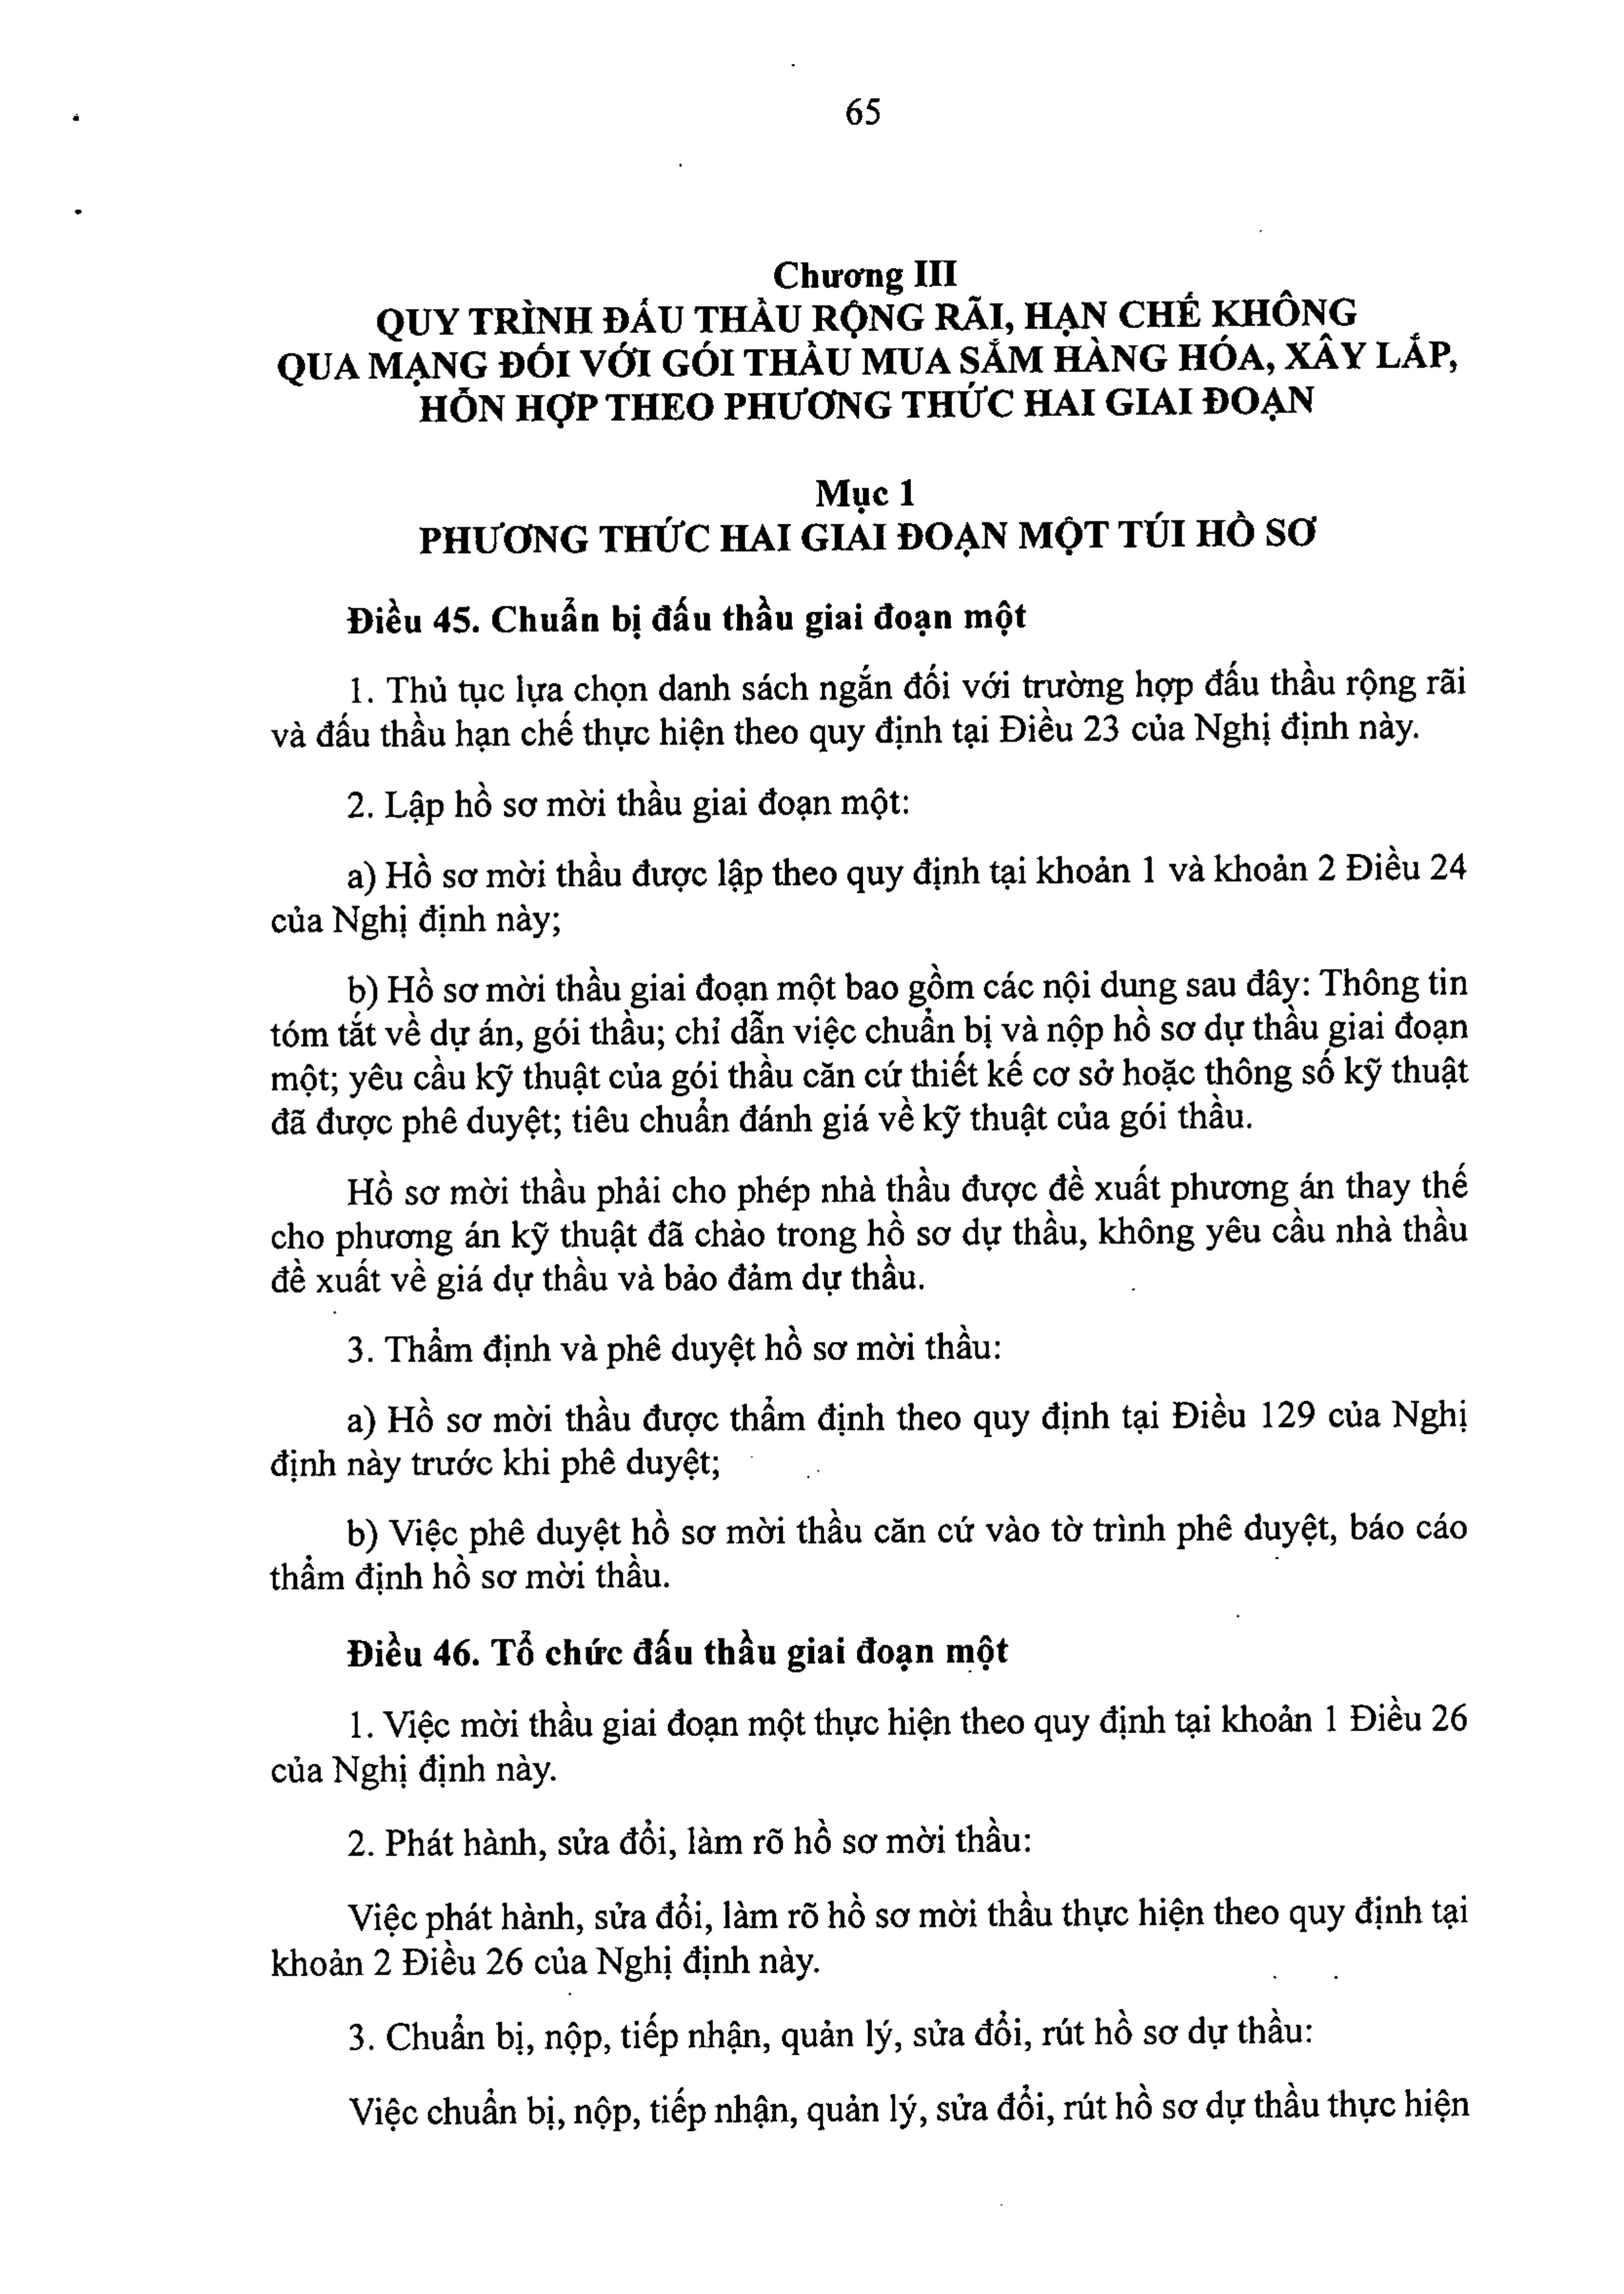 65
Chương III
QUY TRÌNH ĐẤU THẦU RỘNG RÃI, HẠN CHẾ KHÔNG
QUA MẠNG ĐỐI VỚI GÓI THẦU MUA SẮM HÀNG HÓA, XÂY LẮP,
HỖN HỢP THEO PHƯƠNG THỨC HAI GIAI ĐOẠN
Mục 1
PHƯƠNG THỨC HAI GIAI ĐOẠN MỘT TÚI HỒ SƠ
Điều 45. Chuẩn bị đấu thầu giai đoạn một
1. Thủ tục lựa chọn danh sách ngắn đối với trường hợp đấu thầu rộng rãi
và đấu thầu hạn chế thực hiện theo quy định tại Điều 23 của Nghị định này.
2. Lập hồ sơ mời thầu giai đoạn một:
a) Hồ sơ mời thầu được lập theo quy định tại khoản 1 và khoản 2 Điều 24
của Nghị định này;
b) Hồ sơ mời thầu giai đoạn một bao gồm các nội dung sau đây: Thông tin
tóm tắt về dự án, gói thầu; chỉ dẫn việc chuẩn bị và nộp hồ sơ dự thầu giai đoạn
một; yêu cầu kỹ thuật của gói thầu căn cứ thiết kế cơ sở hoặc thông số kỹ thuật
đã được phê duyệt; tiêu chuẩn đánh giá về kỹ thuật của gói thầu.
Hồ sơ mời thầu phải cho phép nhà thầu được đề xuất phương án thay thế
cho phương án kỹ thuật đã chào trong hồ sơ dự thầu, không yêu cầu nhà thầu
đề xuất về giá dự thầu và bảo đảm dự thầu.
3. Thẩm định và phê duyệt hồ sơ mời thầu:
a) Hồ sơ mời thầu được thẩm định theo quy định tại Điều 129 của Nghị
định này trước khi phê duyệt;
b) Việc phê duyệt hồ sơ mời thầu căn cứ vào tờ trình phê duyệt, báo cáo
thẩm định hồ sơ mời thầu.
Điều 46. Tổ chức đấu thầu giai đoạn một
1. Việc mời thầu giai đoạn một thực hiện theo quy định tại khoản 1 Điều 26
của Nghị định này.
2. Phát hành, sửa đổi, làm rõ hồ sơ mời thầu:
Việc phát hành, sửa đổi, làm rõ hồ sơ mời thầu thực hiện theo quy định tại
khoản 2 Điều 26 của Nghị định này.
3. Chuẩn bị, nộp, tiếp nhận, quản lý, sửa đổi, rút hồ sơ dự thầu:
Việc chuẩn bị, nộp, tiếp nhận, quản lý, sửa đổi, rút hồ sơ dự thầu thực hiện